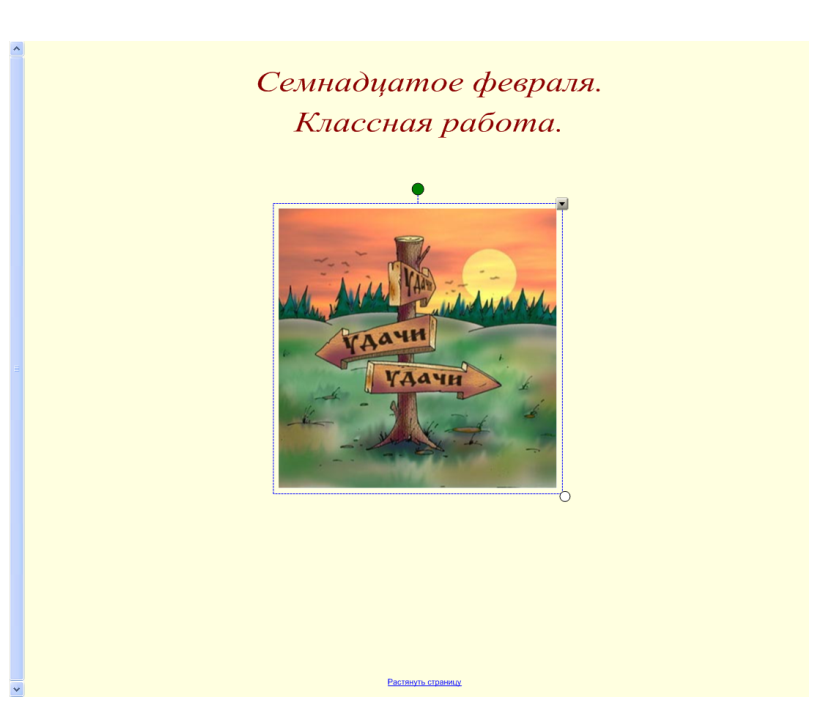 Семнадцатое февраля.
Классная работа.
удачи
удачи
удачи
Растянуть страницу